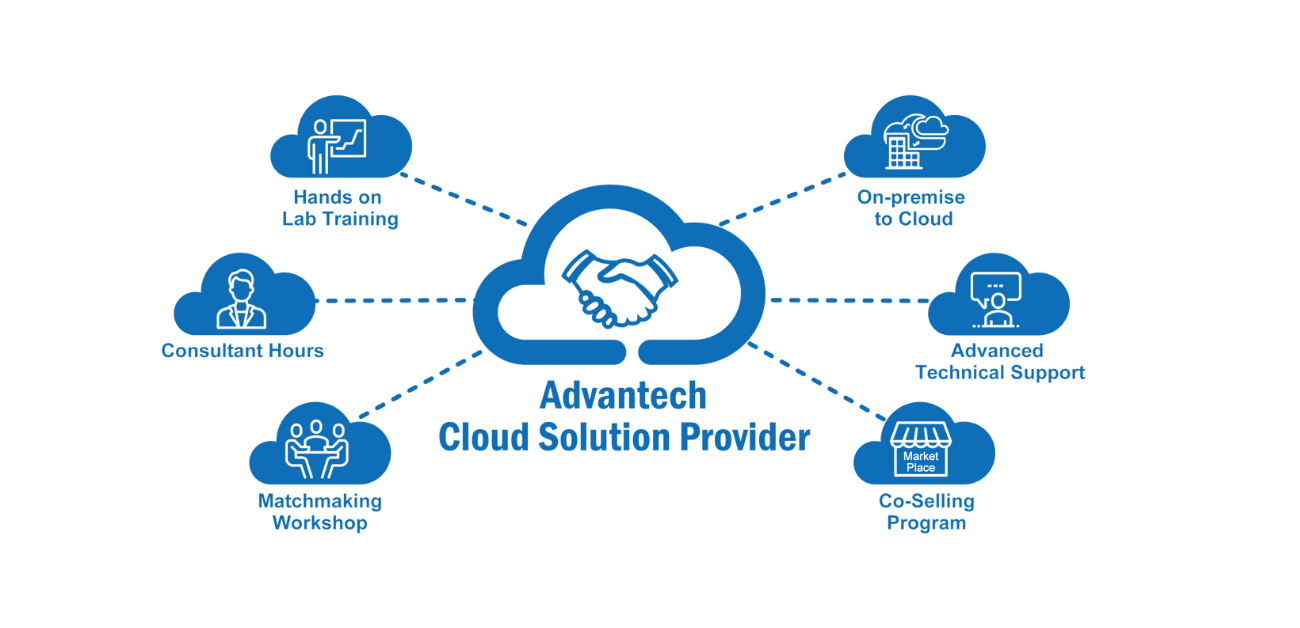 Hands on
Lab Training
On-premise
to Cloud
Consultant Hours
Advanced
Technical Support
Advantech
Cloud Solution Provider
Market
Place
Matchmaking
Workshop
Co-Selling
Program